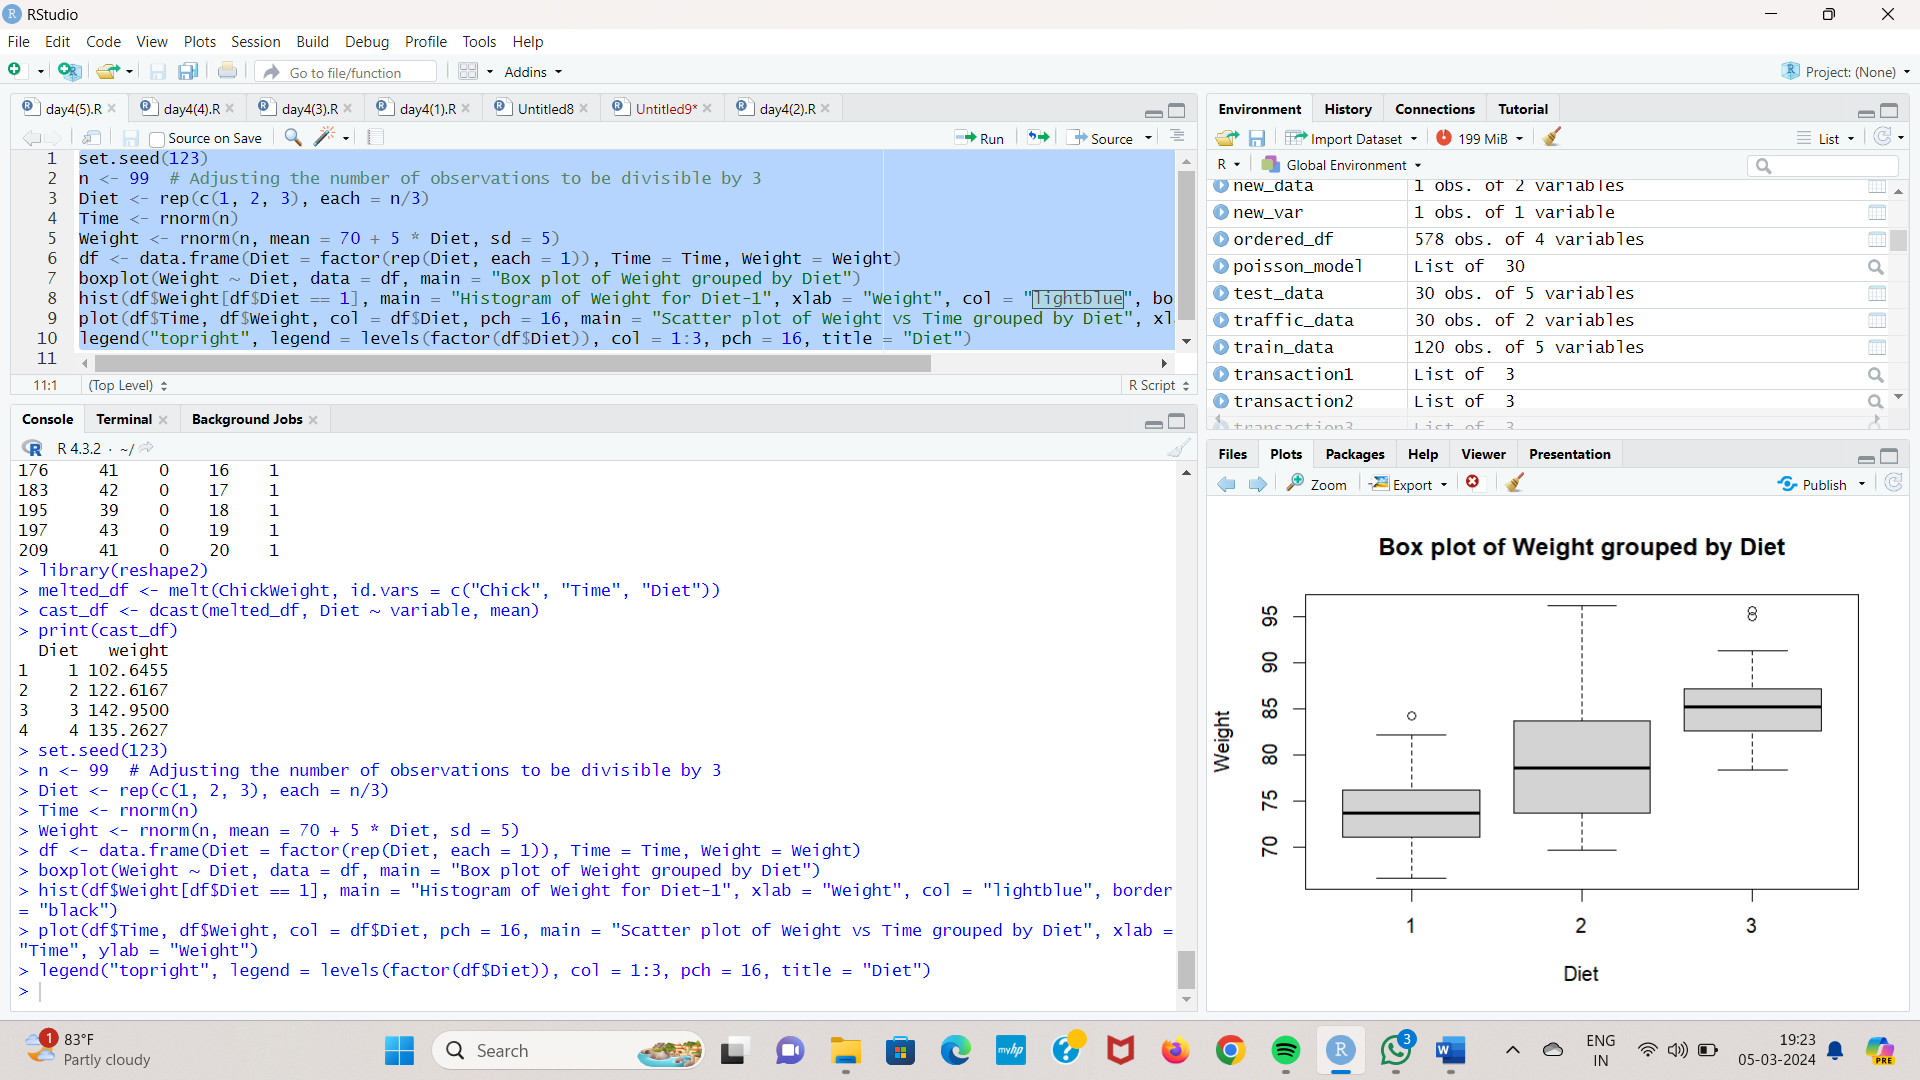 RStudio
File Edit Code View Plots Session Build Debug Profile Tools Help
Go to file/function Addins Project: (None)
day4(5).R day4(4).R day4(3).R day4(1).R Untitled8 Untitled9* day4(2).R
Source on Save Run Source
1 set.seed(123)
2 n <- 99  # Adjusting the number of observations to be divisible by 3
3 Diet <- rep(c(1, 2, 3), each = n/3)
4 Time <- rnorm(n)
5 Weight <- rnorm(n, mean = 70 + 5 * Diet, sd = 5)
6 df <- data.frame(Diet = factor(rep(Diet, each = 1)), Time = Time, Weight = Weight)
7 boxplot(Weight ~ Diet, data = df, main = "Box plot of Weight grouped by Diet")
8 hist(df$Weight[df$Diet == 1], main = "Histogram of Weight for Diet-1", xlab = "Weight", col = "lightblue", bo
9 plot(df$Time, df$Weight, col = df$Diet, pch = 16, main = "Scatter plot of Weight vs Time grouped by Diet", xl
10 legend("topright", legend = levels(factor(df$Diet)), col = 1:3, pch = 16, title = "Diet")
11
11:1 (Top Level) R Script
Console Terminal Background Jobs
R 4.3.2 · ~/
176 41 0 16 1
183 42 0 17 1
195 39 0 18 1
197 43 0 19 1
209 41 0 20 1
> library(reshape2)
> melted_df <- melt(ChickWeight, id.vars = c("Chick", "Time", "Diet"))
> cast_df <- dcast(melted_df, Diet ~ variable, mean)
> print(cast_df)
Diet weight
1 1 102.6455
2 2 122.6167
3 3 142.9500
4 4 135.2627
> set.seed(123)
> n <- 99  # Adjusting the number of observations to be divisible by 3
> Diet <- rep(c(1, 2, 3), each = n/3)
> Time <- rnorm(n)
> Weight <- rnorm(n, mean = 70 + 5 * Diet, sd = 5)
> df <- data.frame(Diet = factor(rep(Diet, each = 1)), Time = Time, Weight = Weight)
> boxplot(Weight ~ Diet, data = df, main = "Box plot of Weight grouped by Diet")
> hist(df$Weight[df$Diet == 1], main = "Histogram of Weight for Diet-1", xlab = "Weight", col = "lightblue", border
= "black")
> plot(df$Time, df$Weight, col = df$Diet, pch = 16, main = "Scatter plot of Weight vs Time grouped by Diet", xlab =
"Time", ylab = "Weight")
> legend("topright", legend = levels(factor(df$Diet)), col = 1:3, pch = 16, title = "Diet")
>
Environment History Connections Tutorial
Import Dataset 199 MiB List
R Global Environment
new_data 1 obs. of 2 variables
new_var 1 obs. of 1 variable
ordered_df 578 obs. of 4 variables
poisson_model List of 30
test_data 30 obs. of 5 variables
traffic_data 30 obs. of 2 variables
train_data 120 obs. of 5 variables
transaction1 List of 3
transaction2 List of 3
transaction3 List of 3
Files Plots Packages Help Viewer Presentation
Zoom Export Publish
Box plot of Weight grouped by Diet
95
90
85
80
75
70
Weight
1 2 3
Diet
1 83°F
Partly cloudy
Search
myhp
3
ENG
IN
19:23
05-03-2024
PRE